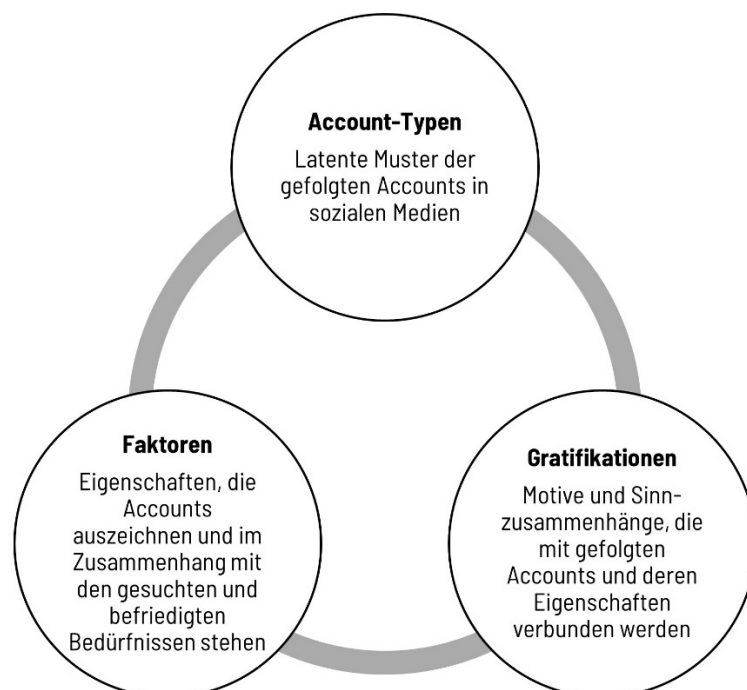 Account-Typen
Latente Muster der
gefolgten Accounts in
sozialen Medien
Faktoren
Eigenschaften, die
Accounts
auszeichnen und im
Zusammenhang mit
den gesuchten und
befriedigten
Bedürfnissen stehen
Gratifikationen
Motive und Sinn-
zusammenhänge, die
mit gefolgten
Accounts und deren
Eigenschaften
verbunden werden